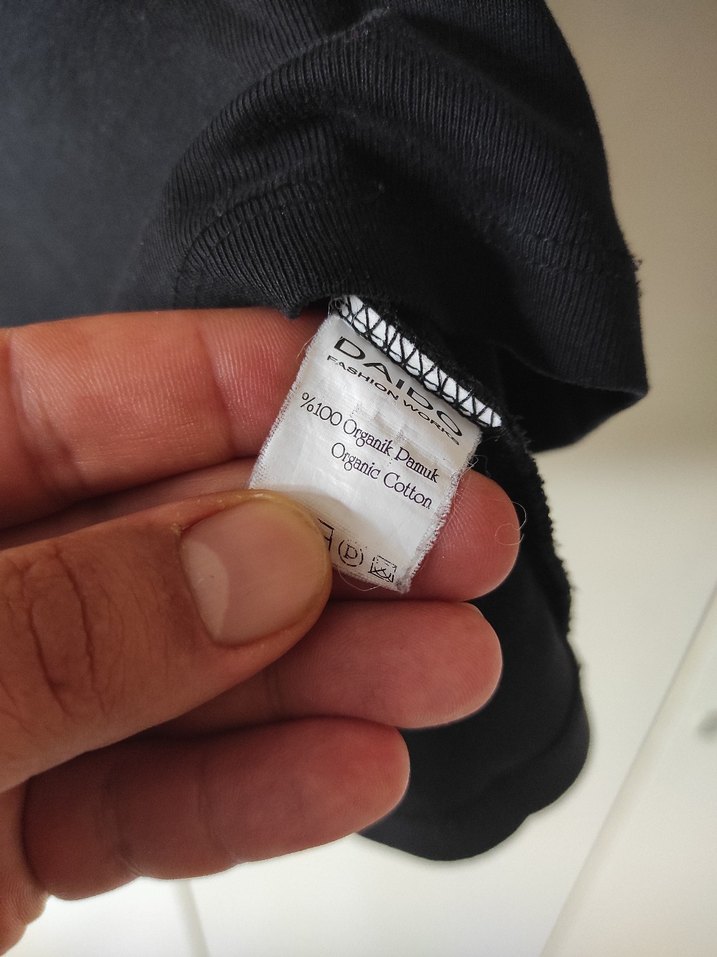 DAIDO
FASHION WORKS
%100 Organik Pamuk
Organic Cotton
P